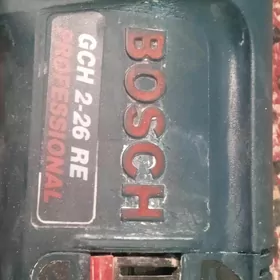 BOSCH
GCH 2-26 RE
PROFESSIONAL